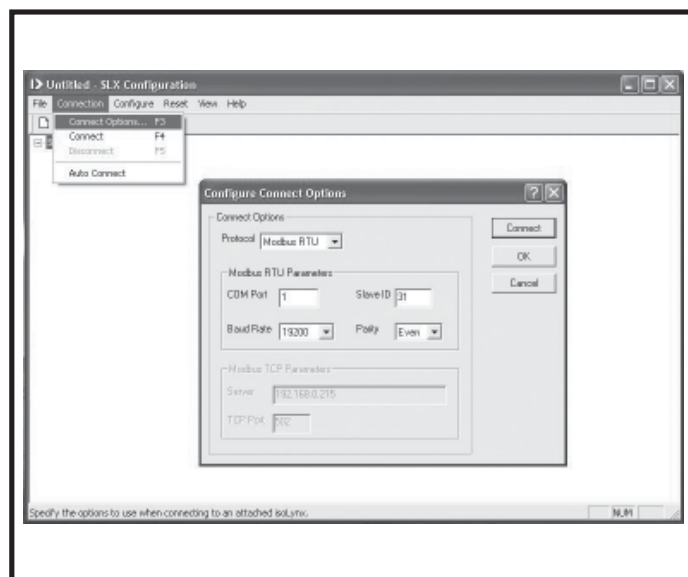 Untitled - SLX Configuration
File Connection Configure Reset View Help
Connect Options... F3
Connect F4
Disconnect F5
Auto Connect
Configure Connect Options
Connect Options
Protocol Modbus RTU
Modbus RTU Parameters
COM Port 1 Slave ID 31
Baud Rate 19200 Parity Even
Modbus TCP Parameters
Server 192.168.0.215
TCP Port 502
Connect
OK
Cancel
Specify the options to use when connecting to an attached isoLynx.
NUM